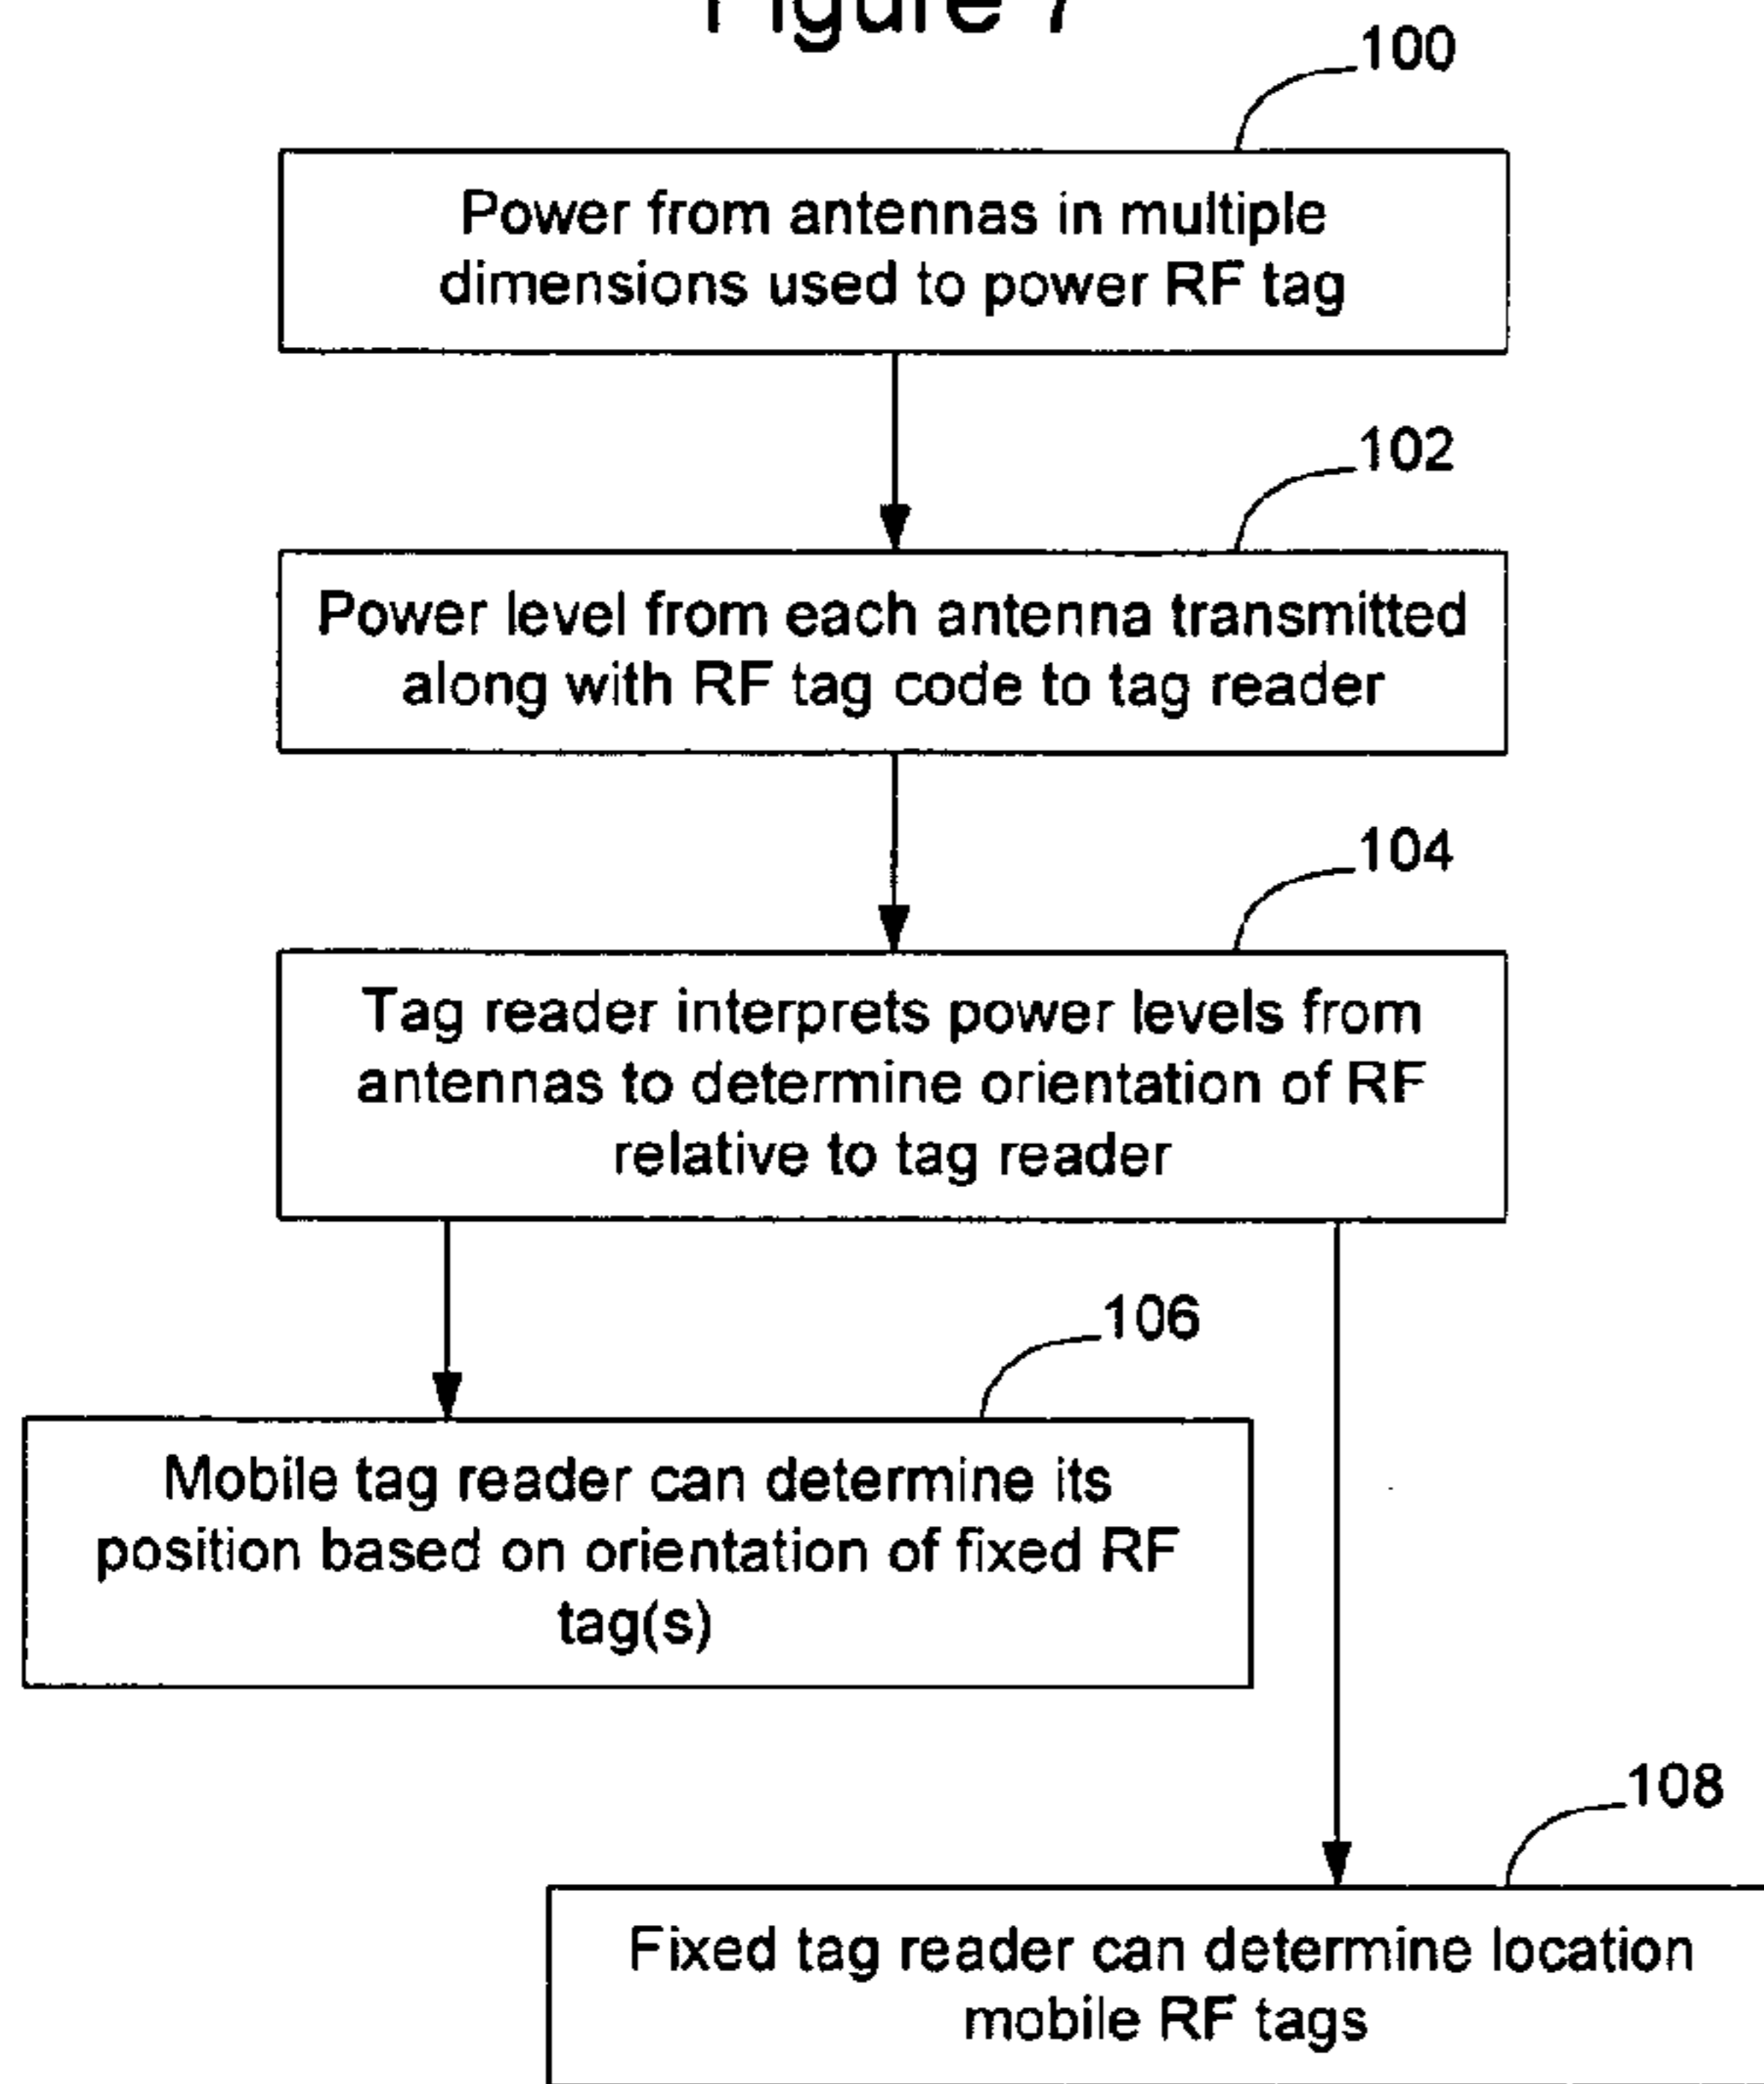 Figure 7
100
Power from antennas in multiple
dimensions used to power RF tag
102
Power level from each antenna transmitted
along with RF tag code to tag reader
104
Tag reader interprets power levels from
antennas to determine orientation of RF
relative to tag reader
106
Mobile tag reader can determine its
position based on orientation of fixed RF
tag(s)
108
Fixed tag reader can determine location
mobile RF tags